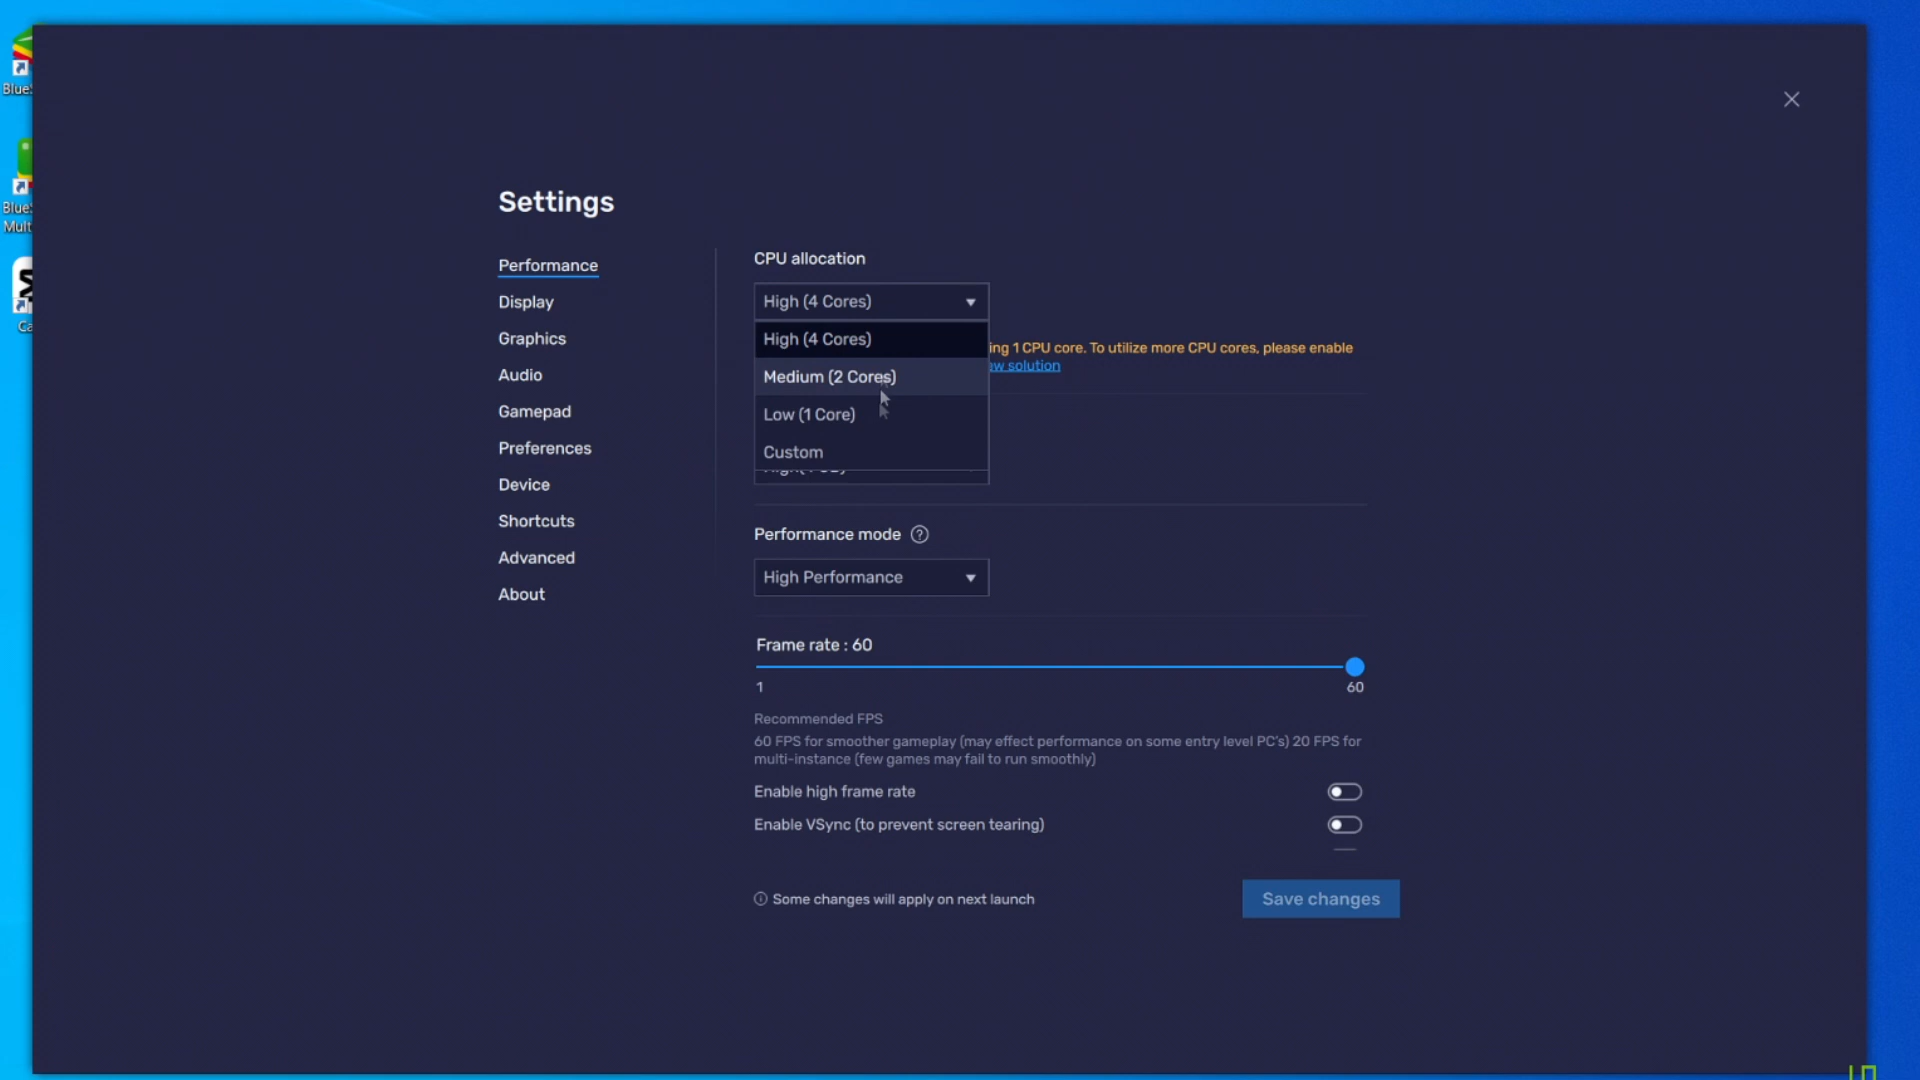 Settings
Performance
Display
Graphics
Audio
Gamepad
Preferences
Device
Shortcuts
Advanced
About
CPU allocation
High (4 Cores)
High (4 Cores)
Medium (2 Cores)
Low (1 Core)
Custom
ing 1 CPU core. To utilize more CPU cores, please enable
ew solution
Performance mode ?
High Performance
Frame rate : 60
1
60
Recommended FPS
60 FPS for smoother gameplay (may effect performance on some entry level PC's) 20 FPS for
multi-instance (few games may fail to run smoothly)
Enable high frame rate
Enable VSync (to prevent screen tearing)
Some changes will apply on next launch
Save changes
Blue
Blue
Mult
Ca